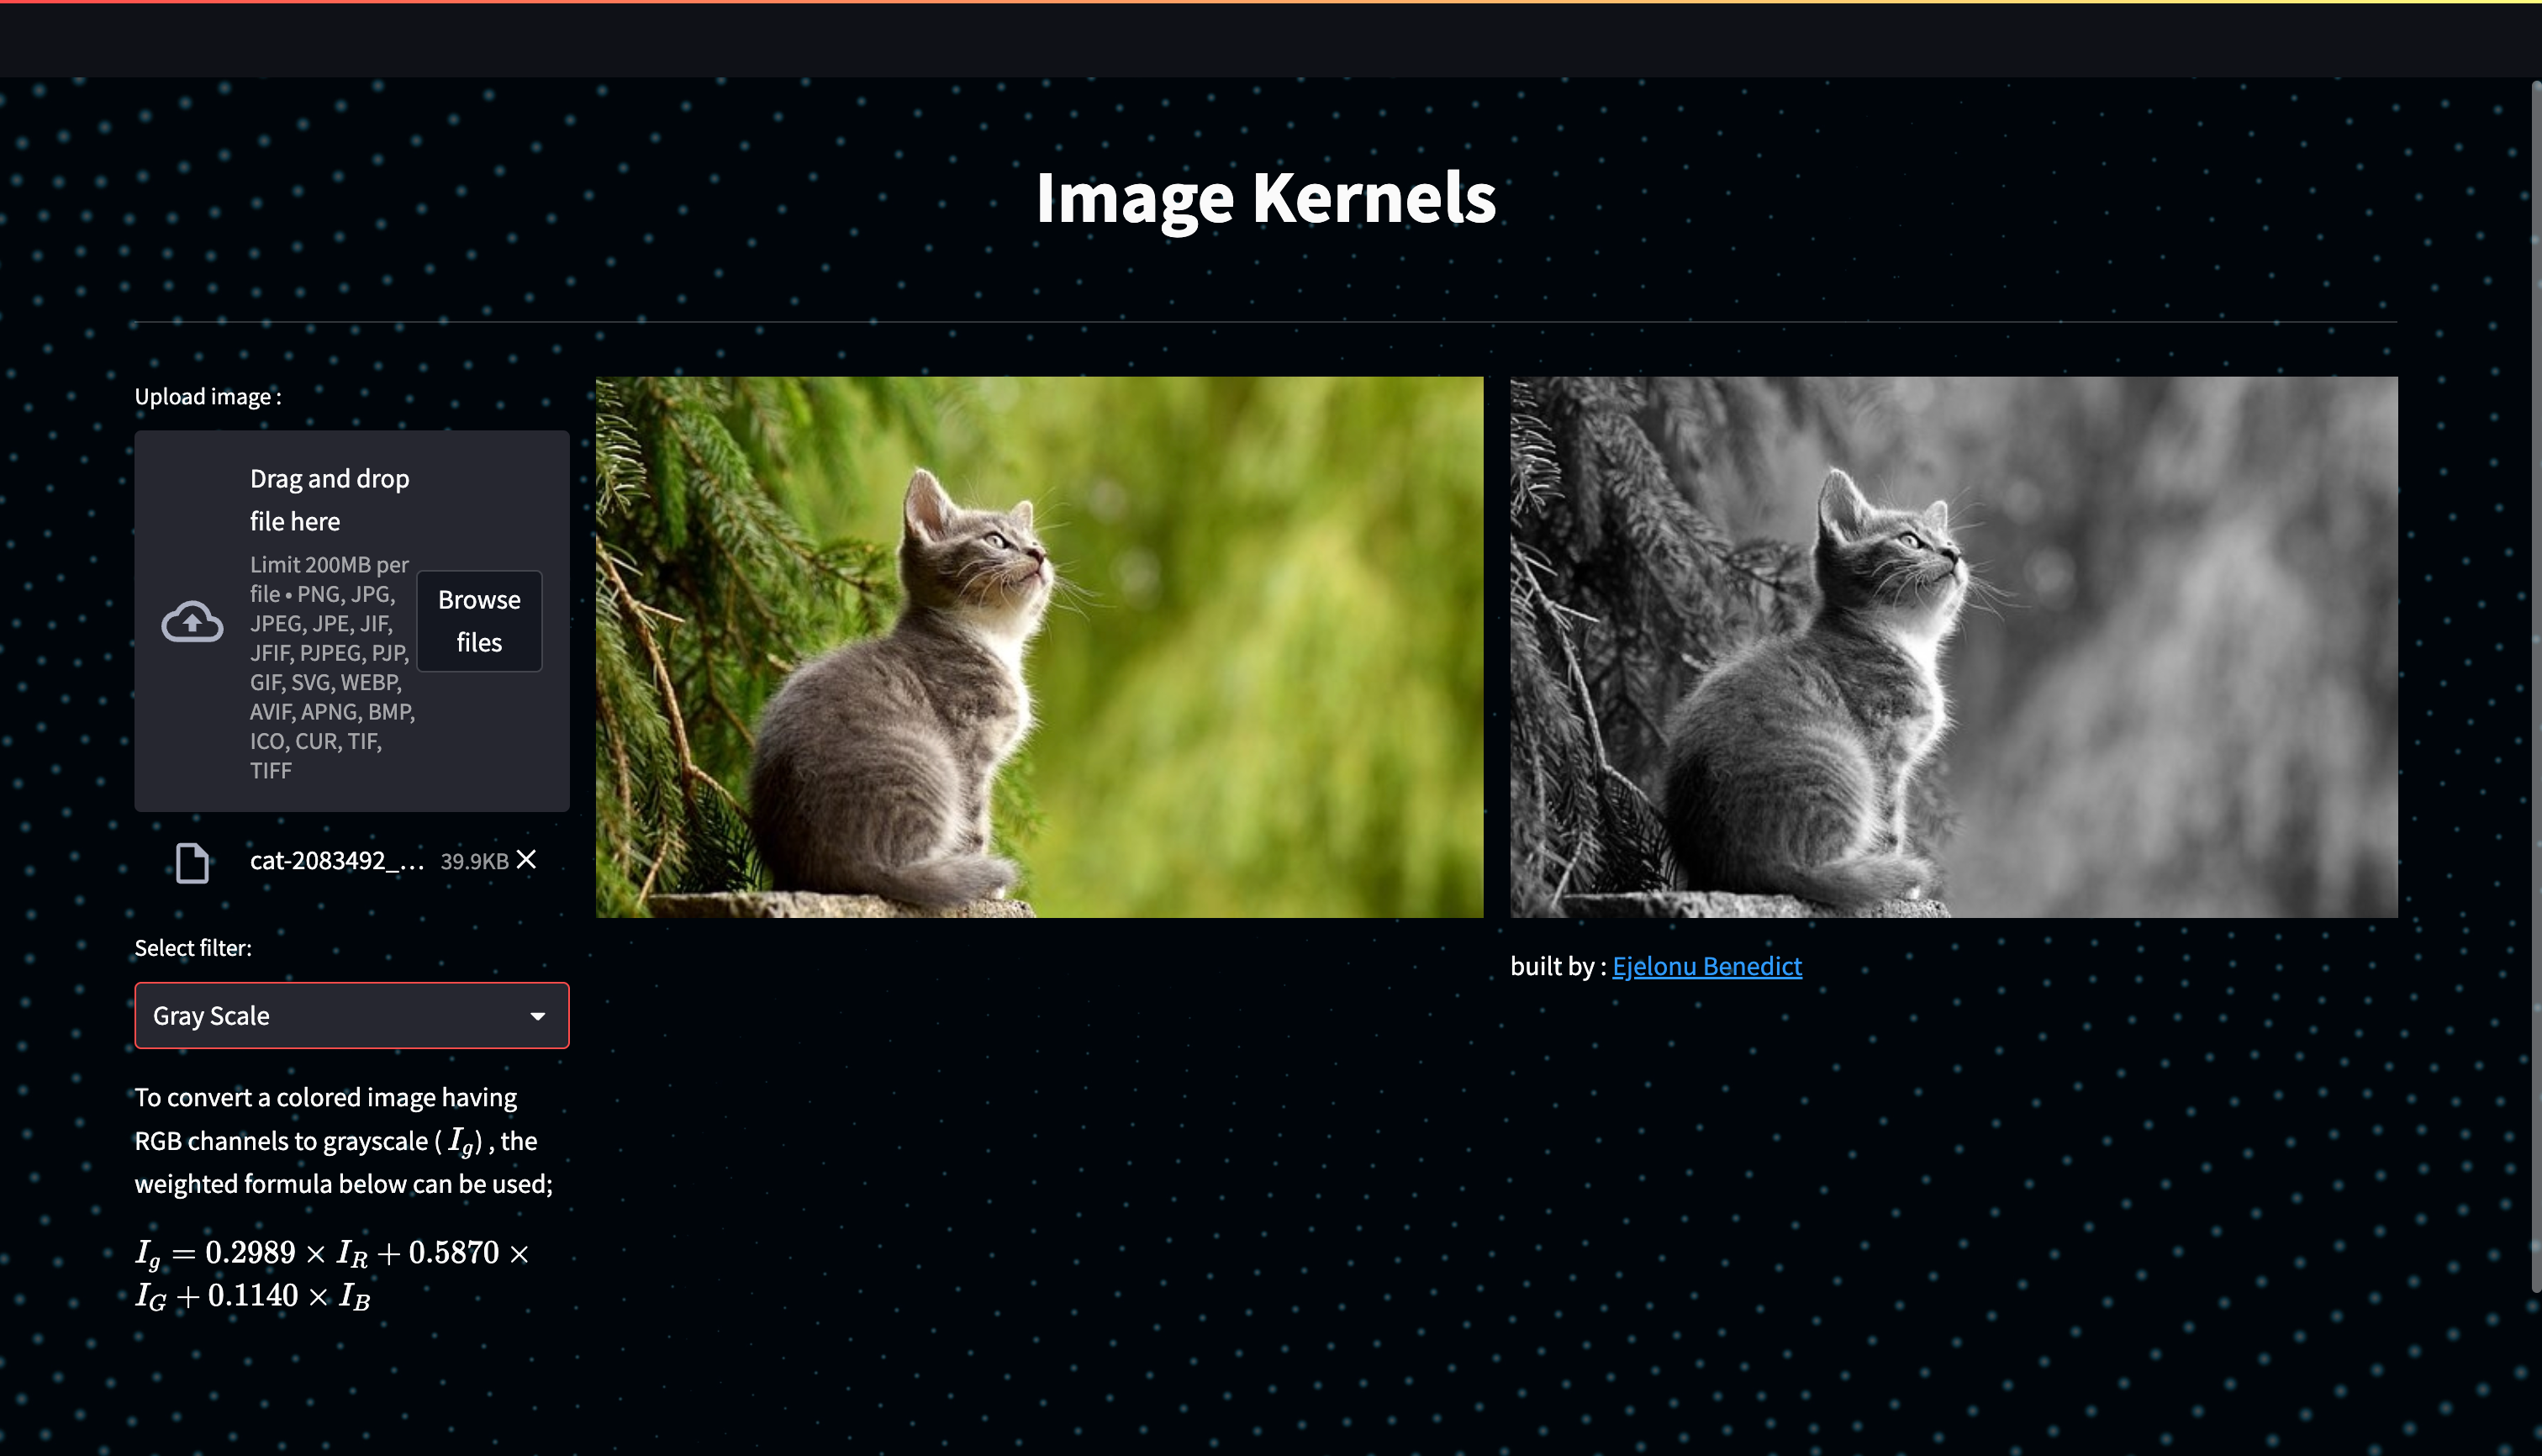 Image Kernels
Upload image :
Drag and drop
file here
Limit 200MB per
file • PNG, JPG,
JPEG, JPE, JIF,
JFIF, PJPEG, PJP,
GIF, SVG, WEBP,
AVIF, APNG, BMP,
ICO, CUR, TIF,
TIFF
Browse
files
cat-2083492_... 39.9KB
Select filter:
Gray Scale
To convert a colored image having
RGB channels to grayscale ( I_g) , the
weighted formula below can be used;
I_g = 0.2989 × I_R + 0.5870 ×
I_G + 0.1140 × I_B
built by : Ejelonu Benedict